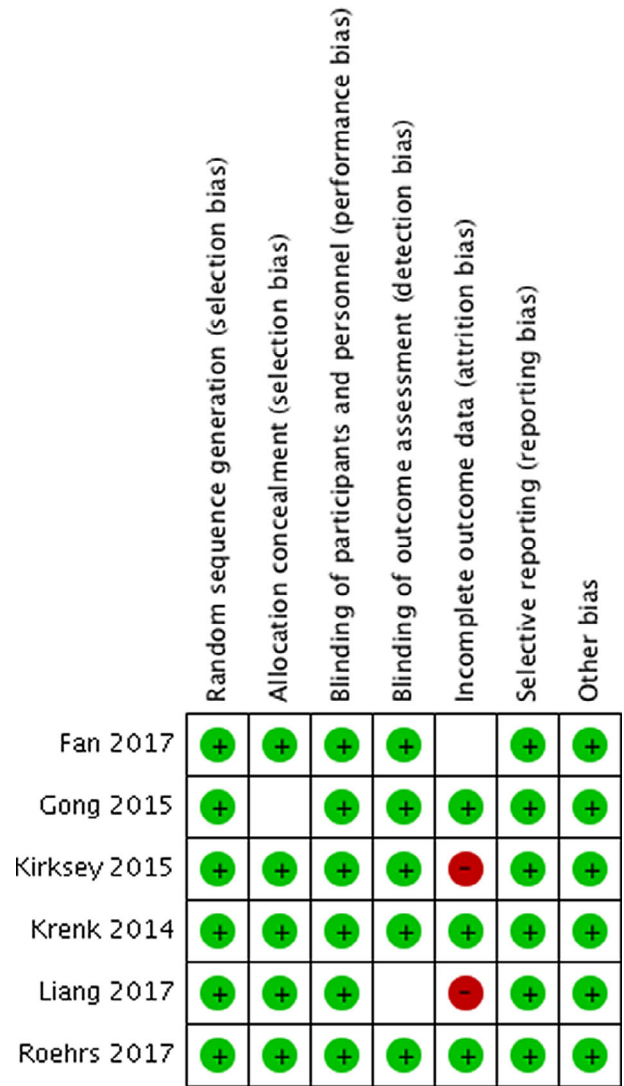 Random sequence generation (selection bias)
Allocation concealment (selection bias)
Blinding of participants and personnel (performance bias)
Blinding of outcome assessment (detection bias)
Incomplete outcome data (attrition bias)
Selective reporting (reporting bias)
Other bias
Fan 2017 + + + + + +
Gong 2015 + + + + + +
Kirksey 2015 + + + + - + +
Krenk 2014 + + + + + + +
Liang 2017 + + + - + +
Roehrs 2017 + + + + + + +